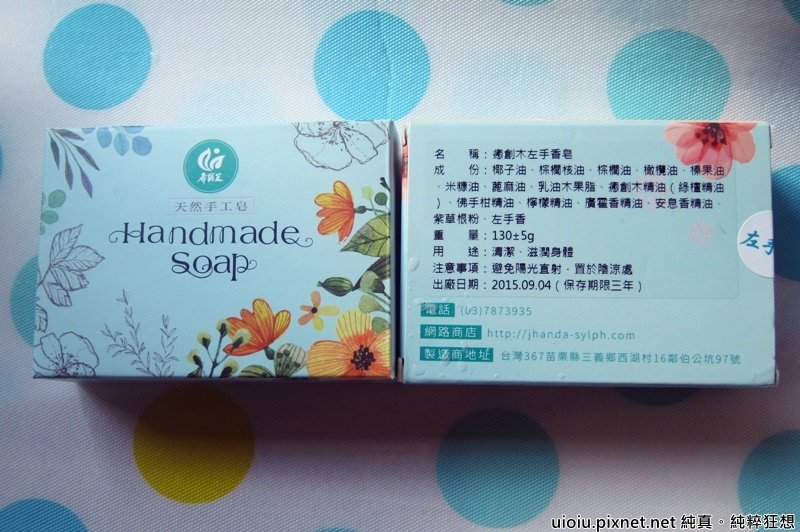 天然手工皂
Handmade
Soap
名　稱：癒創木左手香皂
成　份：椰子油、棕櫚核油、棕櫚油、橄欖油、榛果油
、米糠油、蓖麻油、乳油木果脂、癒創木精油（綠檀精油
）、佛手柑精油、檸檬精油、廣霍香精油、安息香精油、
紫草根粉、左手香
重　量：130±5g
用　途：清潔、滋潤身體
注意事項：避免陽光直射，置於陰涼處
出廠日期：2015.09.04（保存期限三年）
左手
電話 (03)7873935
網路商店 http://jhanda-sylph.com
製造商地址 台灣367苗栗縣三義鄉西湖村16鄰伯公坑97號
uioiu.pixnet.net 純真。純粹狂想